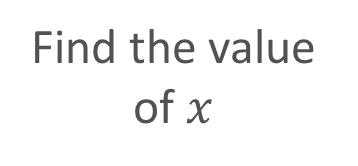 Find the value
of x